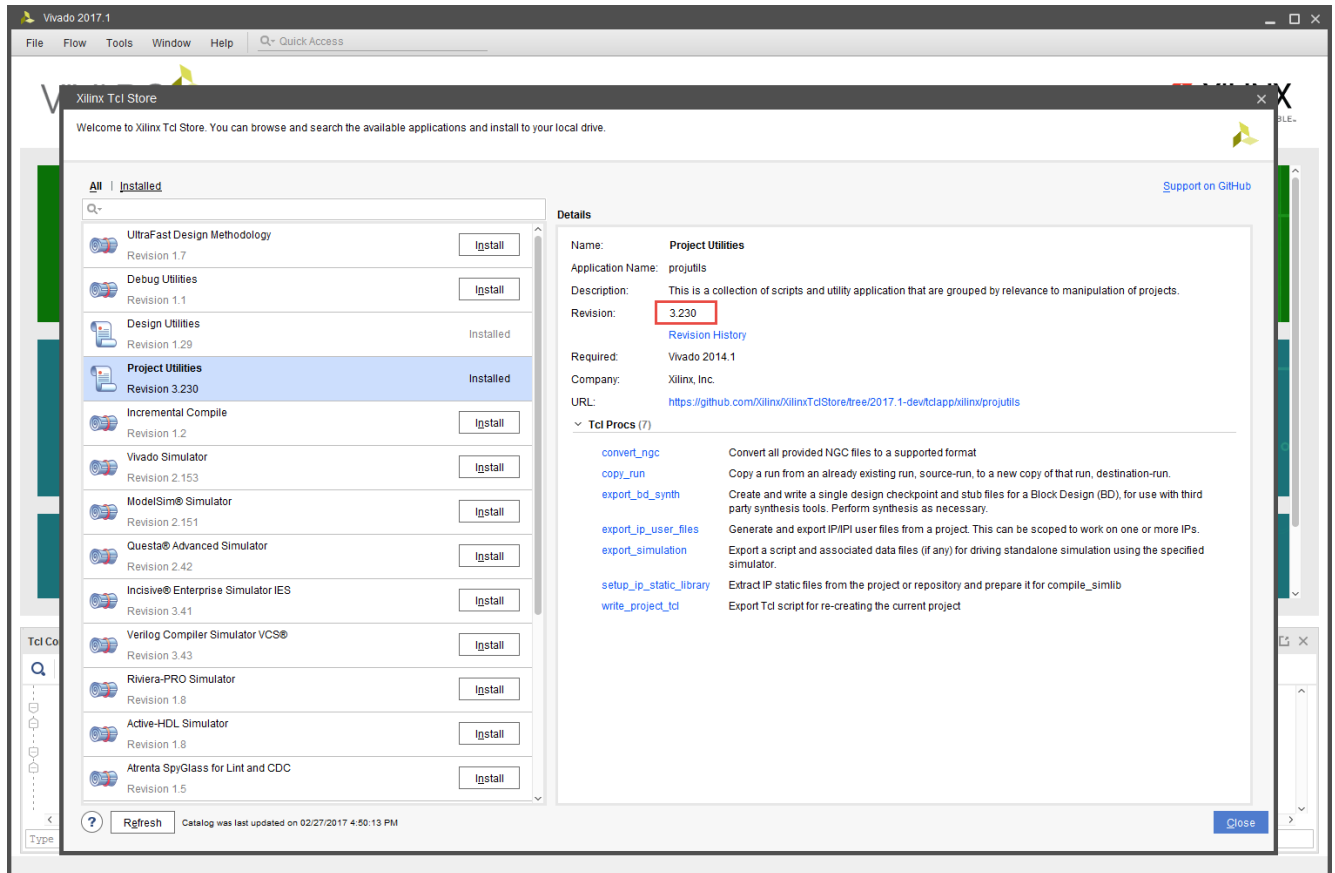 Vivado 2017.1
File Flow Tools Window Help Quick Access
Xilinx Tcl Store
Welcome to Xilinx Tcl Store. You can browse and search the available applications and install to your local drive.
All | Installed
Support on GitHub
UltraFast Design Methodology
Revision 1.7
Install
Debug Utilities
Revision 1.1
Install
Design Utilities
Revision 1.29
Installed
Project Utilities
Revision 3.230
Installed
Incremental Compile
Revision 1.2
Install
Vivado Simulator
Revision 2.153
Install
ModelSim® Simulator
Revision 2.151
Install
Questa® Advanced Simulator
Revision 2.42
Install
Incisive® Enterprise Simulator IES
Revision 3.41
Install
Verilog Compiler Simulator VCS®
Revision 3.43
Install
Riviera-PRO Simulator
Revision 1.8
Install
Active-HDL Simulator
Revision 1.8
Install
Atrenta SpyGlass for Lint and CDC
Revision 1.5
Install
Details
Name: Project Utilities
Application Name: projutils
Description: This is a collection of scripts and utility application that are grouped by relevance to manipulation of projects.
Revision: 3.230
Revision History
Required: Vivado 2014.1
Company: Xilinx, Inc.
URL: https://github.com/Xilinx/XilinxTclStore/tree/2017.1-dev/tclapp/xilinx/projutils
Tcl Procs (7)
convert_ngc Convert all provided NGC files to a supported format
copy_run Copy a run from an already existing run, source-run, to a new copy of that run, destination-run.
export_bd_synth Create and write a single design checkpoint and stub files for a Block Design (BD), for use with third
party synthesis tools. Perform synthesis as necessary.
export_ip_user_files Generate and export IP/IPI user files from a project. This can be scoped to work on one or more IPs.
export_simulation Export a script and associated data files (if any) for driving standalone simulation using the specified
simulator.
setup_ip_static_library Extract IP static files from the project or repository and prepare it for compile_simlib
write_project_tcl Export Tcl script for re-creating the current project
Tcl Co
Type
? Refresh Catalog was last updated on 02/27/2017 4:50:13 PM
Close